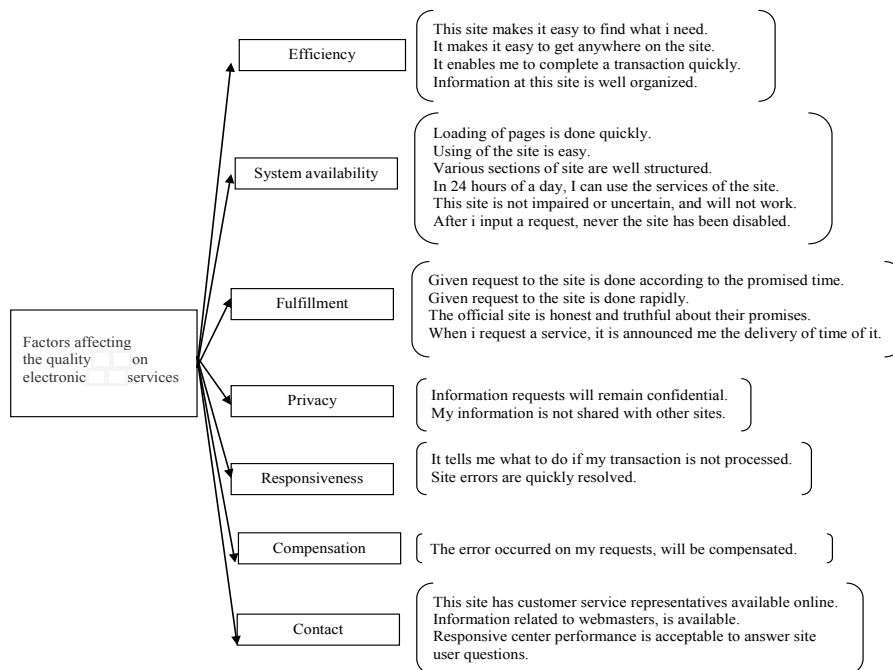 Efficiency
This site makes it easy to find what i need.
It makes it easy to get anywhere on the site.
It enables me to complete a transaction quickly.
Information at this site is well organized.
System availability
Loading of pages is done quickly.
Using of the site is easy.
Various sections of site are well structured.
In 24 hours of a day, I can use the services of the site.
This site is not impaired or uncertain, and will not work.
After i input a request, never the site has been disabled.
Factors affecting
the quality on
electronic services
Fulfillment
Given request to the site is done according to the promised time.
Given request to the site is done rapidly.
The official site is honest and truthful about their promises.
When i request a service, it is announced me the delivery of time of it.
Privacy
Information requests will remain confidential.
My information is not shared with other sites.
Responsiveness
It tells me what to do if my transaction is not processed.
Site errors are quickly resolved.
Compensation
The error occurred on my requests, will be compensated.
Contact
This site has customer service representatives available online.
Information related to webmasters, is available.
Responsive center performance is acceptable to answer site
user questions.